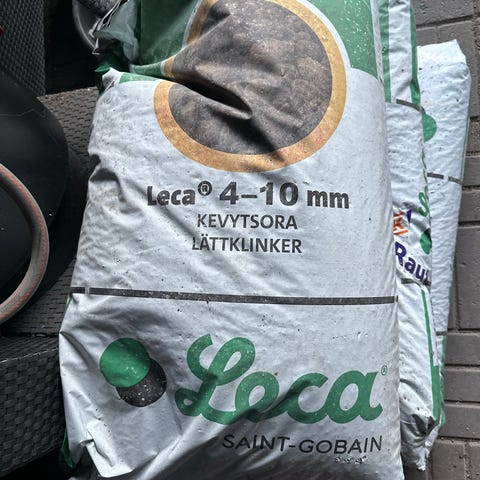 Leca® 4–10 mm
KEVYTSORA
LÄTTKLINKER
Leca®
SAINT-GOBAIN